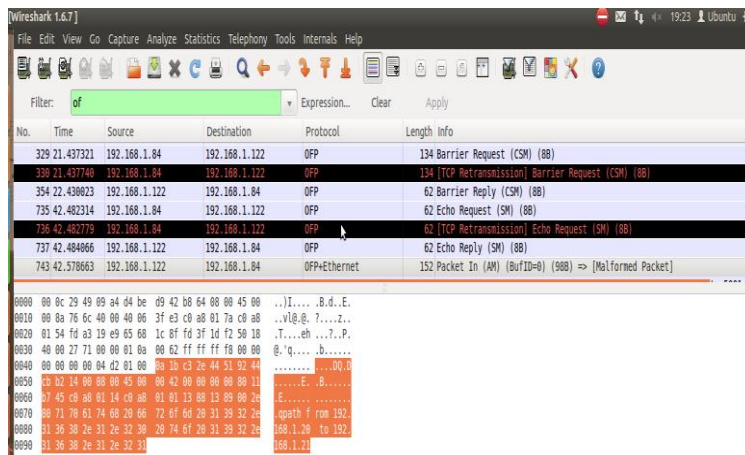 [Wireshark 1.6.7 ]
19:23 Ubuntu
File Edit View Go Capture Analyze Statistics Telephony Tools Internals Help
Filter: of Expression... Clear Apply
No. Time Source Destination Protocol Length Info
329 21.437321 192.168.1.84 192.168.1.122 OFP 134 Barrier Request (CSM) (8B)
330 21.437740 192.168.1.84 192.168.1.122 OFP 134 [TCP Retransmission] Barrier Request (CSM) (8B)
354 22.430023 192.168.1.122 192.168.1.84 OFP 62 Barrier Reply (CSM) (8B)
735 42.482314 192.168.1.84 192.168.1.122 OFP 62 Echo Request (SM) (8B)
736 42.482779 192.168.1.84 192.168.1.122 OFP 62 [TCP Retransmission] Echo Request (SM) (8B)
737 42.484066 192.168.1.122 192.168.1.84 OFP 62 Echo Reply (SM) (8B)
743 42.578663 192.168.1.122 192.168.1.84 OFP+Ethernet 152 Packet In (AM) (BufID=0) (98B) => [Malformed Packet]
0000 00 0c 29 49 09 a4 d4 be d9 42 b8 64 08 00 45 00 ..)I.... .B.d..E.
0010 00 8a 76 6c 40 00 40 06 3f e3 c0 a8 01 7a c0 a8 ..vl@.@. ?....z..
0020 01 54 fd a3 19 e9 65 68 1c 8f fd 3f 1d f2 50 18 .T....eh ...?..P.
0030 40 00 27 71 00 00 01 0a 00 62 ff ff ff f8 00 00 @.'q.... .b......
0040 00 00 00 00 04 d2 01 00 0a 1b c3 2e 44 51 92 44 ........ ....DQ.D
0050 cb b2 14 00 08 00 45 00 00 42 00 00 00 00 80 11 ......E. .B......
0060 b7 45 c0 a8 01 14 c0 a8 01 01 13 88 13 89 00 2e .E...... ........
0070 80 71 70 61 74 68 20 66 72 6f 6d 20 31 39 32 2e .qpath f rom 192.
0080 31 36 38 2e 31 2e 32 30 20 74 6f 20 31 39 32 2e 168.1.20 to 192.
0090 31 36 38 2e 31 2e 32 31 168.1.21